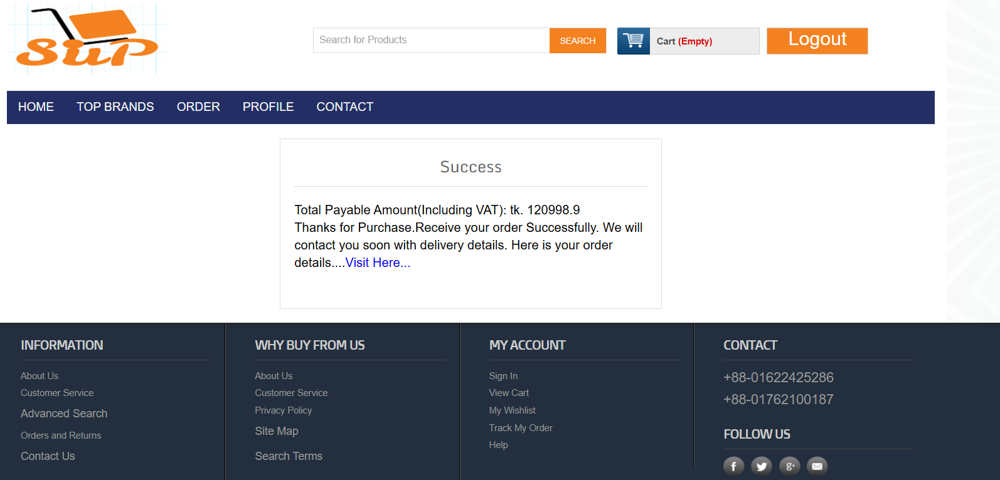 SuP
Search for Products
SEARCH
Cart (Empty)
Logout
HOME TOP BRANDS ORDER PROFILE CONTACT
Success
Total Payable Amount(Including VAT): tk. 120998.9
Thanks for Purchase.Receive your order Successfully. We will
contact you soon with delivery details. Here is your order
details....Visit Here...
INFORMATION
About Us
Customer Service
Advanced Search
Orders and Returns
Contact Us
WHY BUY FROM US
About Us
Customer Service
Privacy Policy
Site Map
Search Terms
MY ACCOUNT
Sign In
View Cart
My Wishlist
Track My Order
Help
CONTACT
+88-01622425286
+88-01762100187
FOLLOW US
f
g+